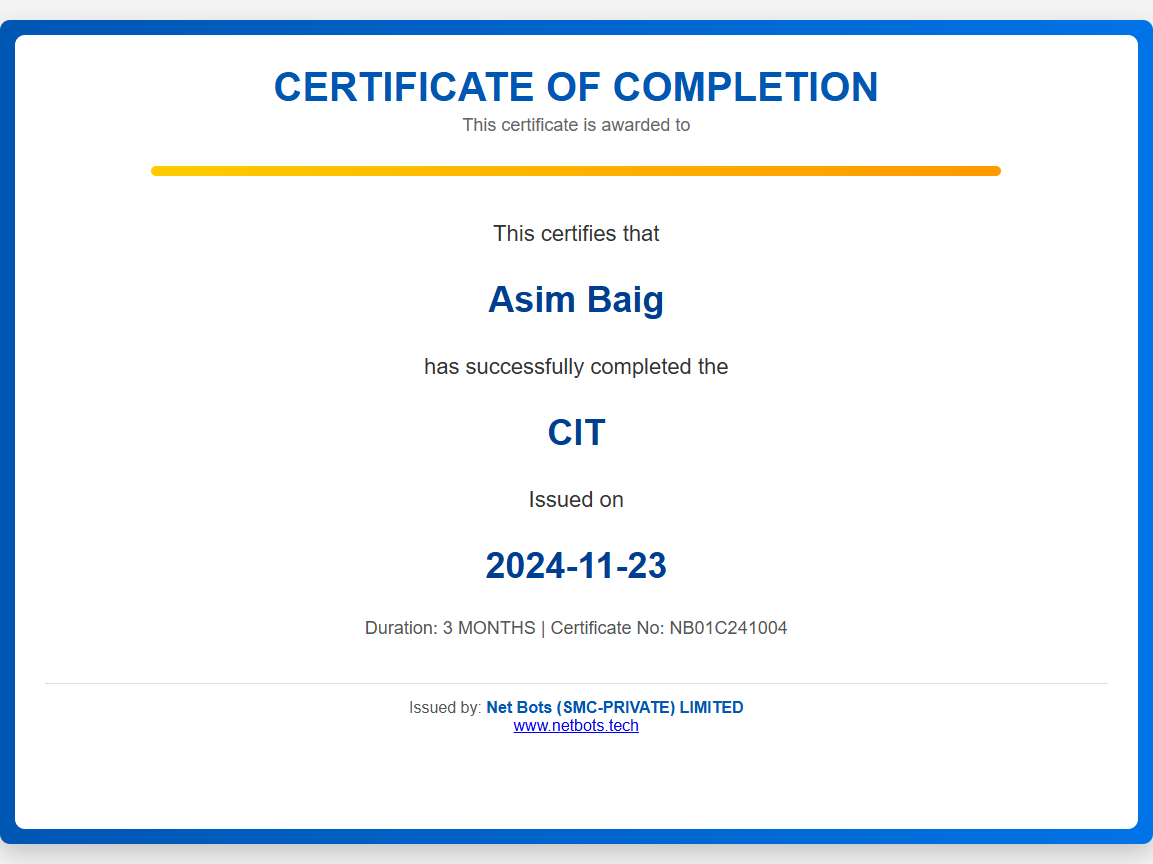 CERTIFICATE OF COMPLETION
This certificate is awarded to
This certifies that
Asim Baig
has successfully completed the
CIT
Issued on
2024-11-23
Duration: 3 MONTHS | Certificate No: NB01C241004
Issued by: Net Bots (SMC-PRIVATE) LIMITED
www.netbots.tech